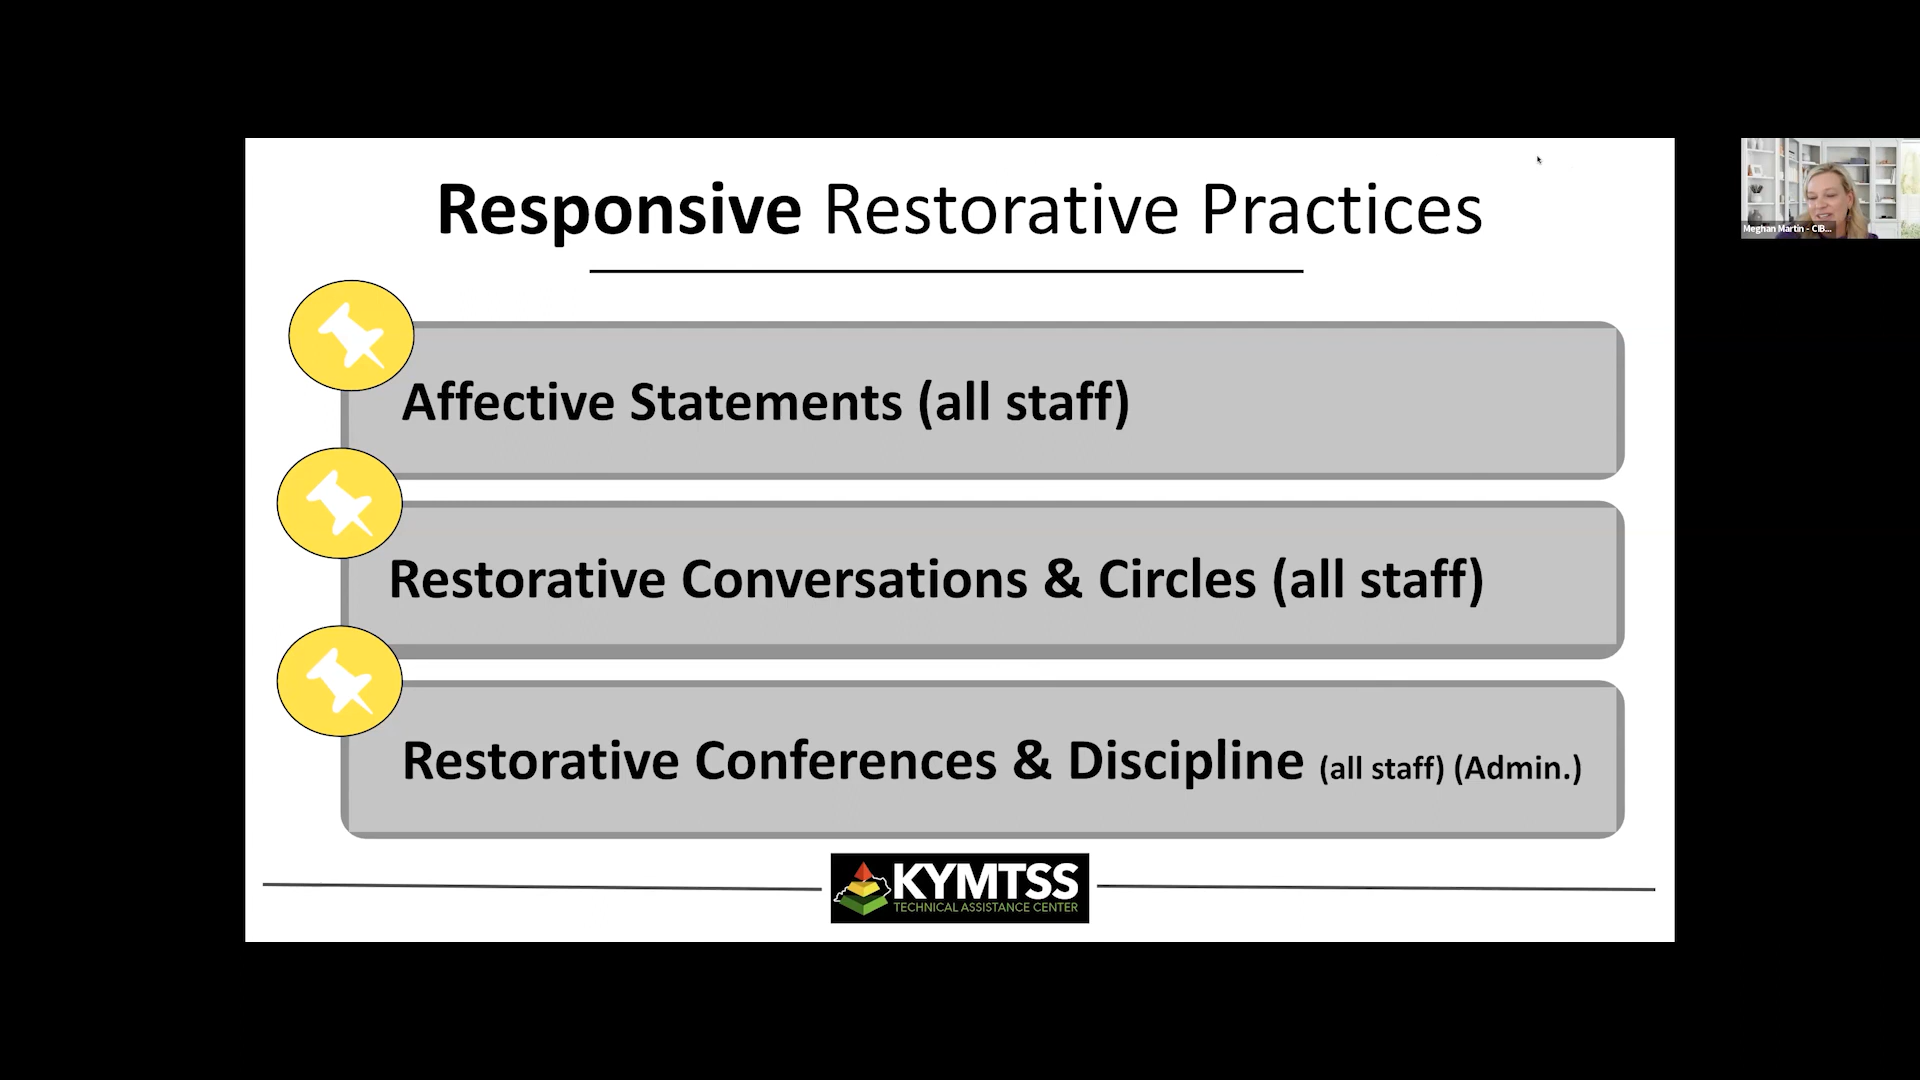 Responsive Restorative Practices
Meghan Martin - CIB...
Affective Statements (all staff)
Restorative Conversations & Circles (all staff)
Restorative Conferences & Discipline (all staff) (Admin.)
KYMTSS
TECHNICAL ASSISTANCE CENTER